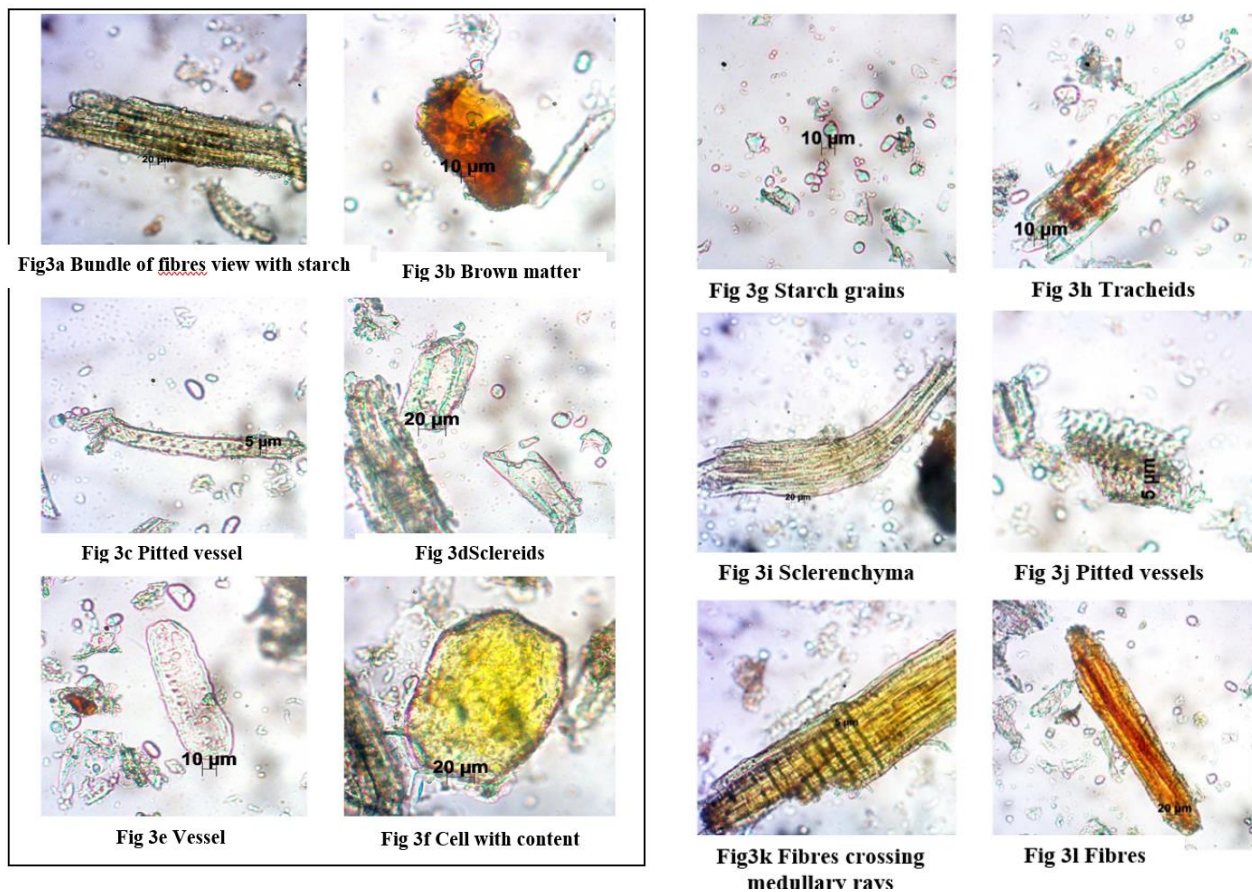 20 µm
10 µm
Fig3a Bundle of fibres view with starch
Fig 3b Brown matter
5 µm
20 µm
Fig 3c Pitted vessel
Fig 3dSclereids
10 µm
20 µm
Fig 3e Vessel
Fig 3f Cell with content
10 µm
10 µm
Fig 3g Starch grains
Fig 3h Tracheids
20 µm
5 µm
Fig 3i Sclerenchyma
Fig 3j Pitted vessels
5 µm
20 µm
Fig3k Fibres crossing
medullary rays
Fig 3l Fibres